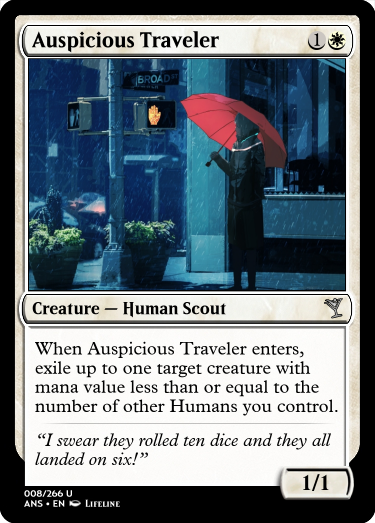 Auspicious Traveler 1
BROAD
Creature — Human Scout
When Auspicious Traveler enters,
exile up to one target creature with
mana value less than or equal to the
number of other Humans you control.
“I swear they rolled ten dice and they all
landed on six!”
1/1
008/266 U
ANS • EN LIFELINE